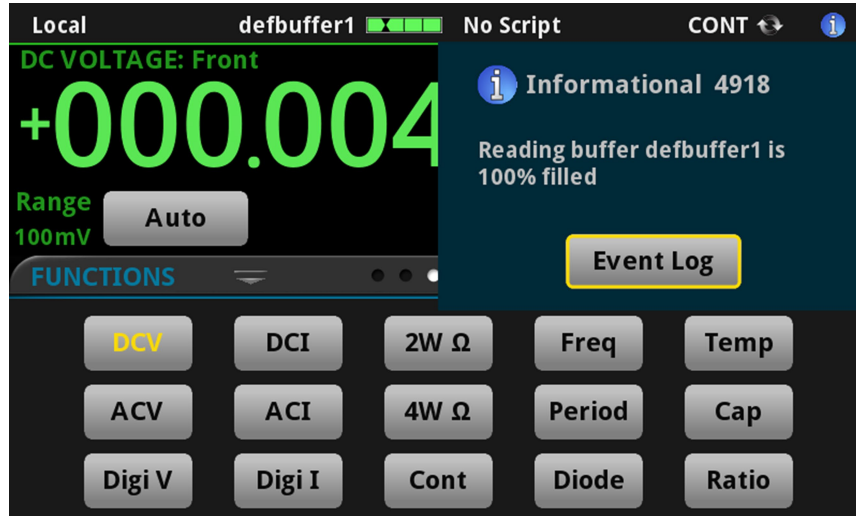 Local defbuffer1 No Script CONT
DC VOLTAGE: Front
+000.004
Range
100mV
Auto
Informational 4918
Reading buffer defbuffer1 is
100% filled
Event Log
FUNCTIONS
DCV DCI 2W Ω Freq Temp
ACV ACI 4W Ω Period Cap
Digi V Digi I Cont Diode Ratio